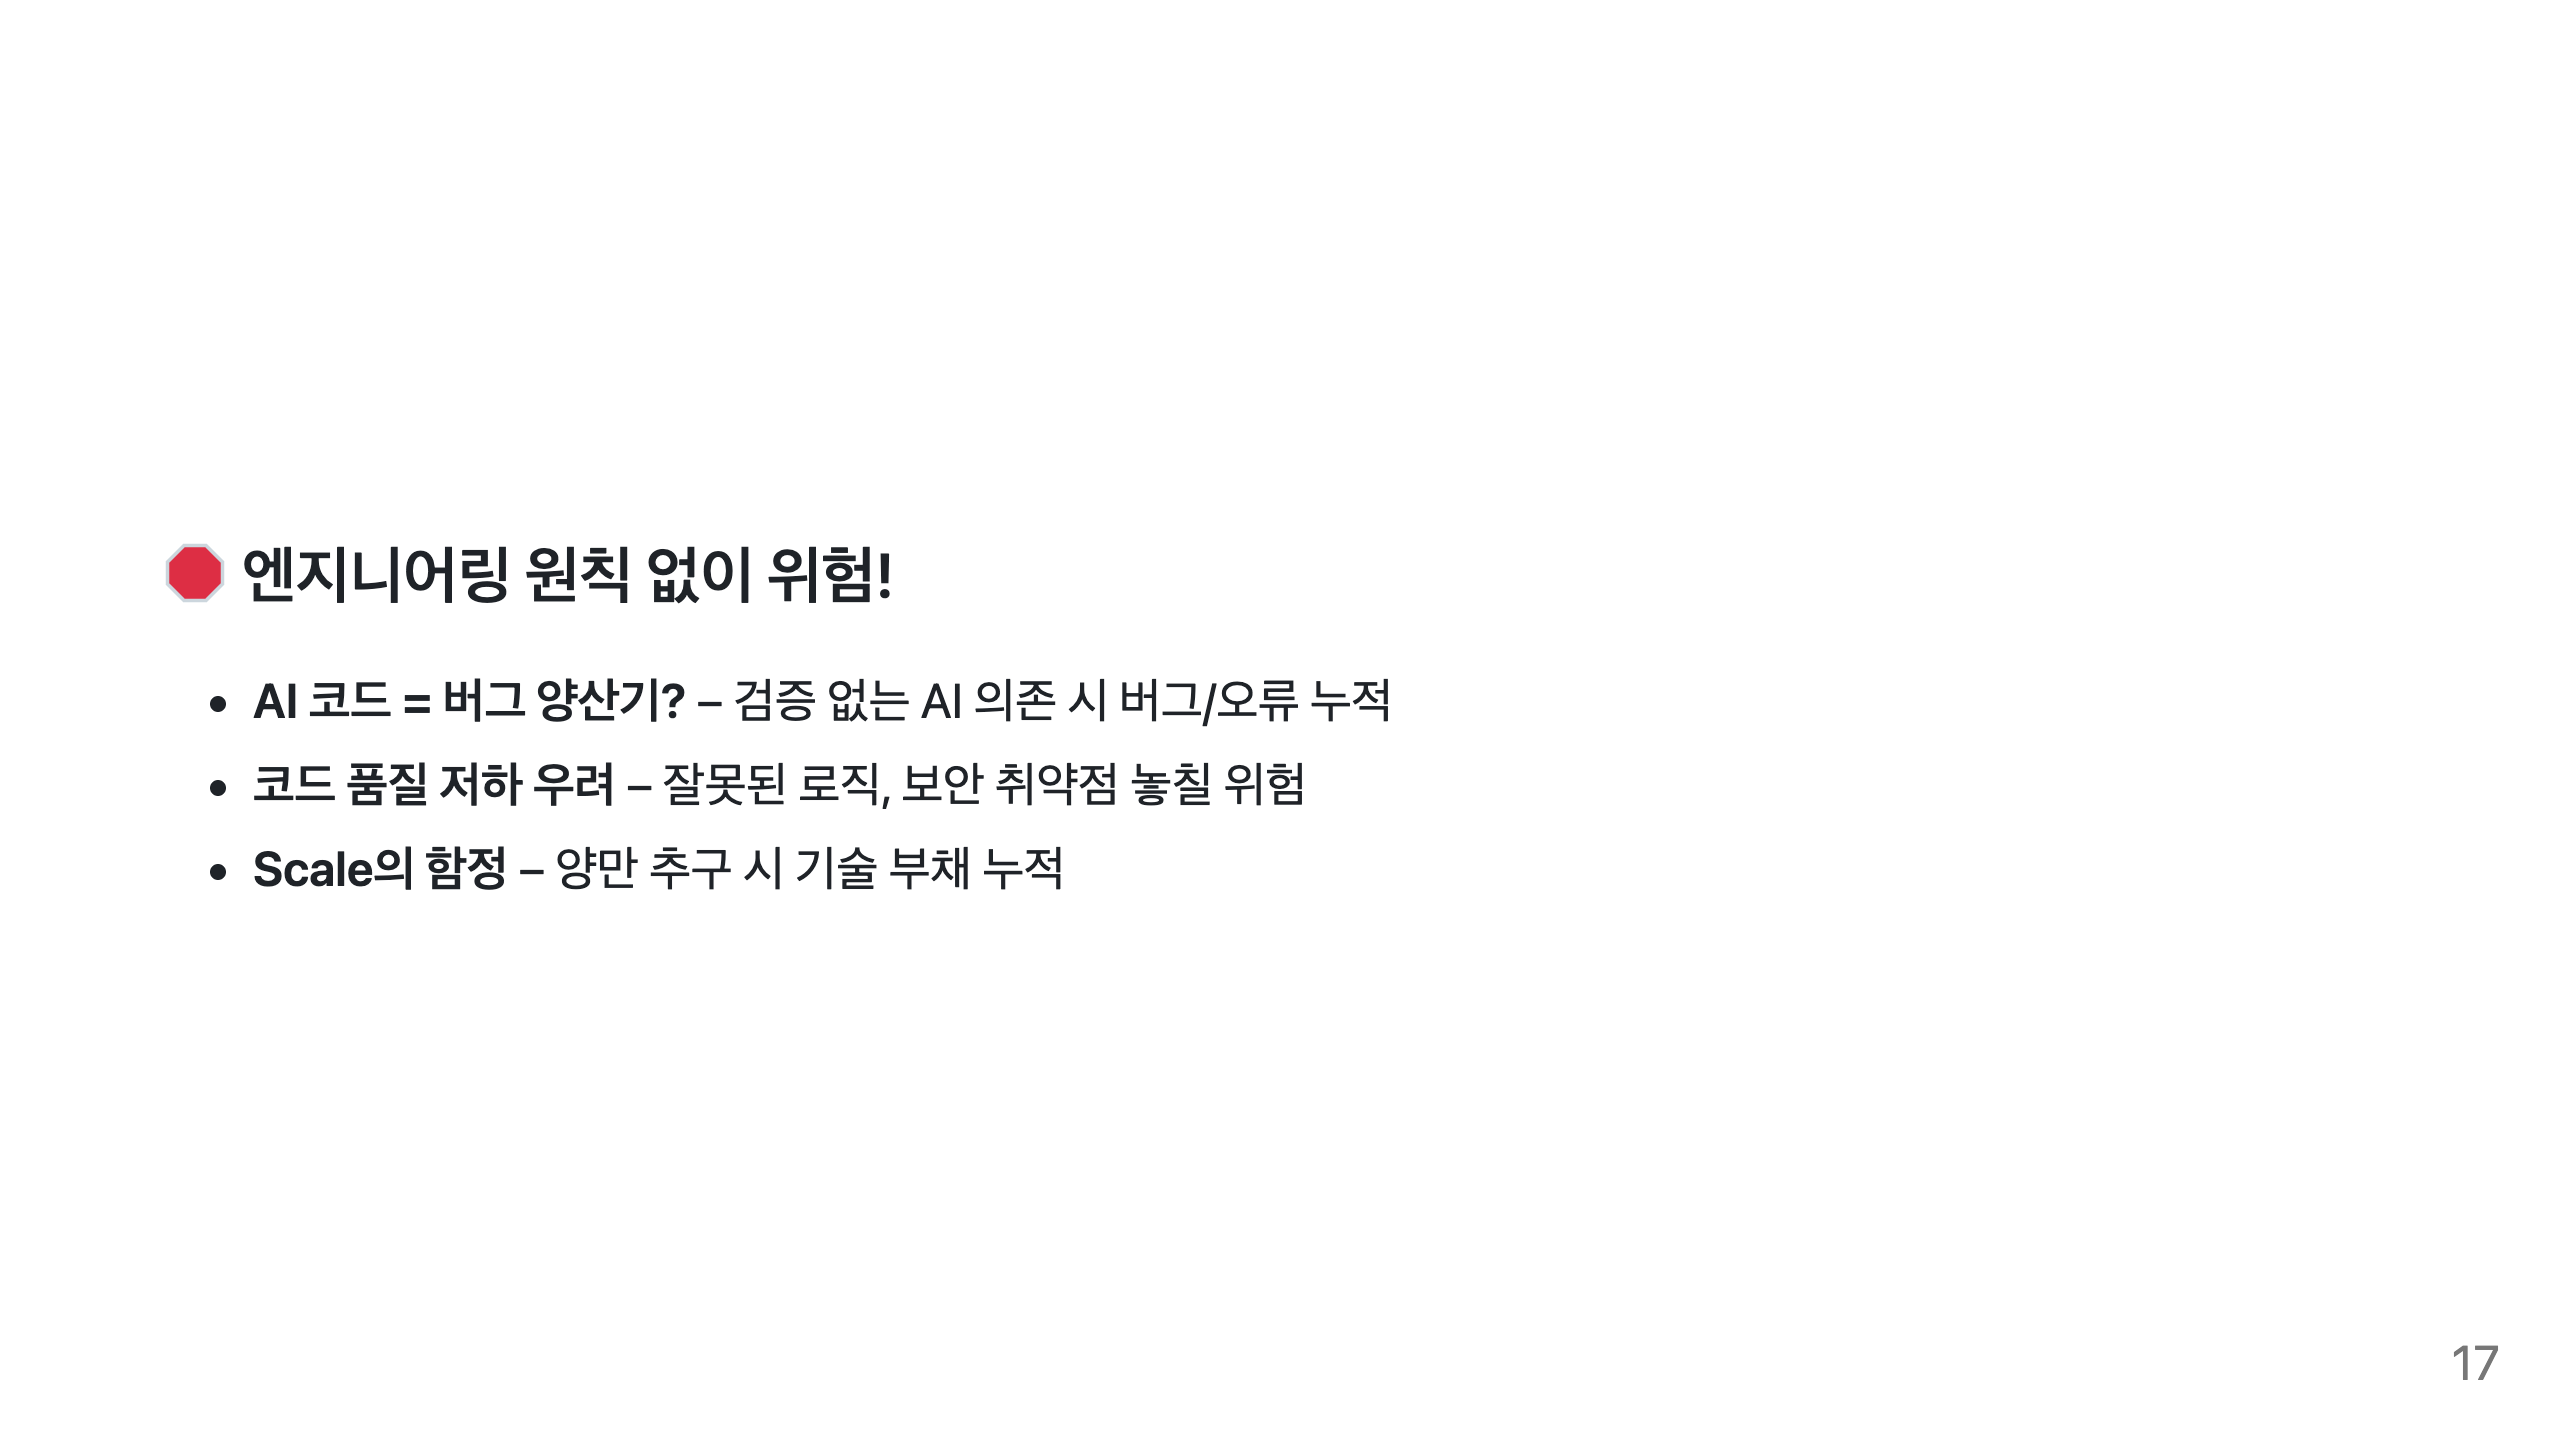 엔지니어링 원칙 없이 위험!
AI 코드 = 버그 양산기? – 검증 없는 AI 의존 시 버그/오류 누적
코드 품질 저하 우려 – 잘못된 로직, 보안 취약점 놓칠 위험
Scale의 함정 – 양만 추구 시 기술 부채 누적
17